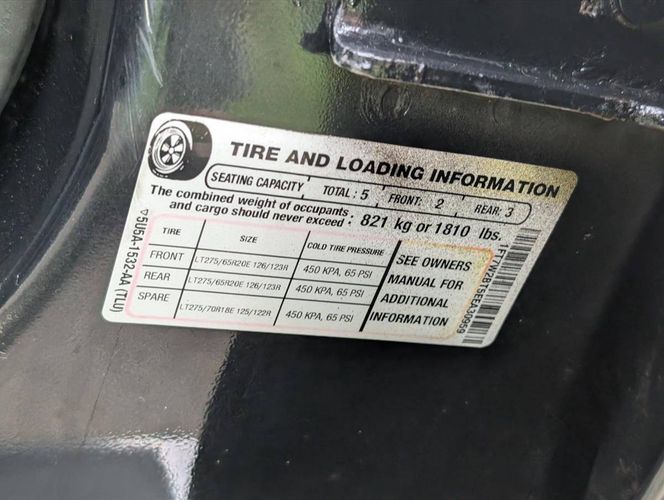 TIRE AND LOADING INFORMATION
SEATING CAPACITY TOTAL : 5 FRONT: 2 REAR: 3
The combined weight of occupants and cargo should never exceed : 821 kg or 1810 lbs.
TIRE SIZE COLD TIRE PRESSURE
FRONT LT275/65R20E 126/123R 450 KPA, 65 PSI
REAR LT275/65R20E 126/123R 450 KPA, 65 PSI
SPARE LT275/70R18E 125/122R 450 KPA, 65 PSI
SEE OWNERS
MANUAL FOR
ADDITIONAL
INFORMATION
5U5A-1532-AA (TLU)